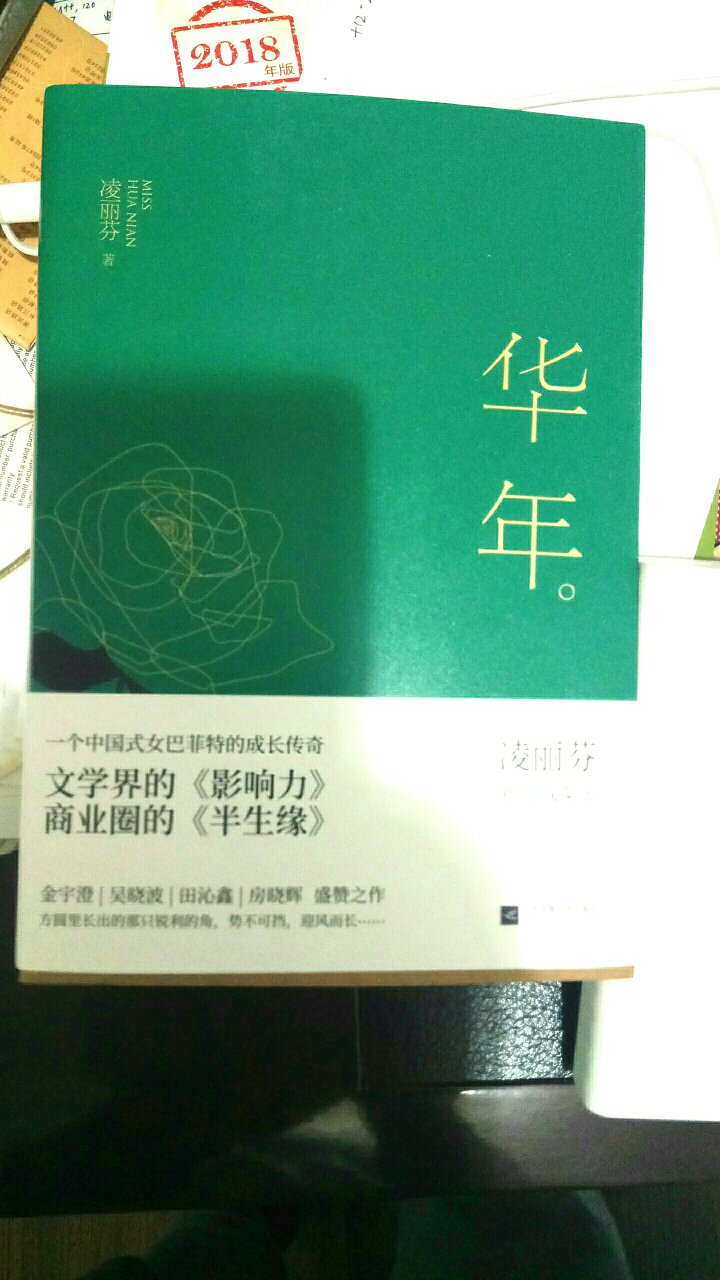 2018
年版
MISS
HUA NIAN
凌丽芬 著
华年。
一个中国式女巴菲特的成长传奇
文学界的《影响力》
商业圈的《半生缘》
金宇澄|吴晓波|田沁鑫|房晓辉 盛赞之作
方圆里长出的那只锐利的角，势不可挡，迎风而长……
凌丽芬